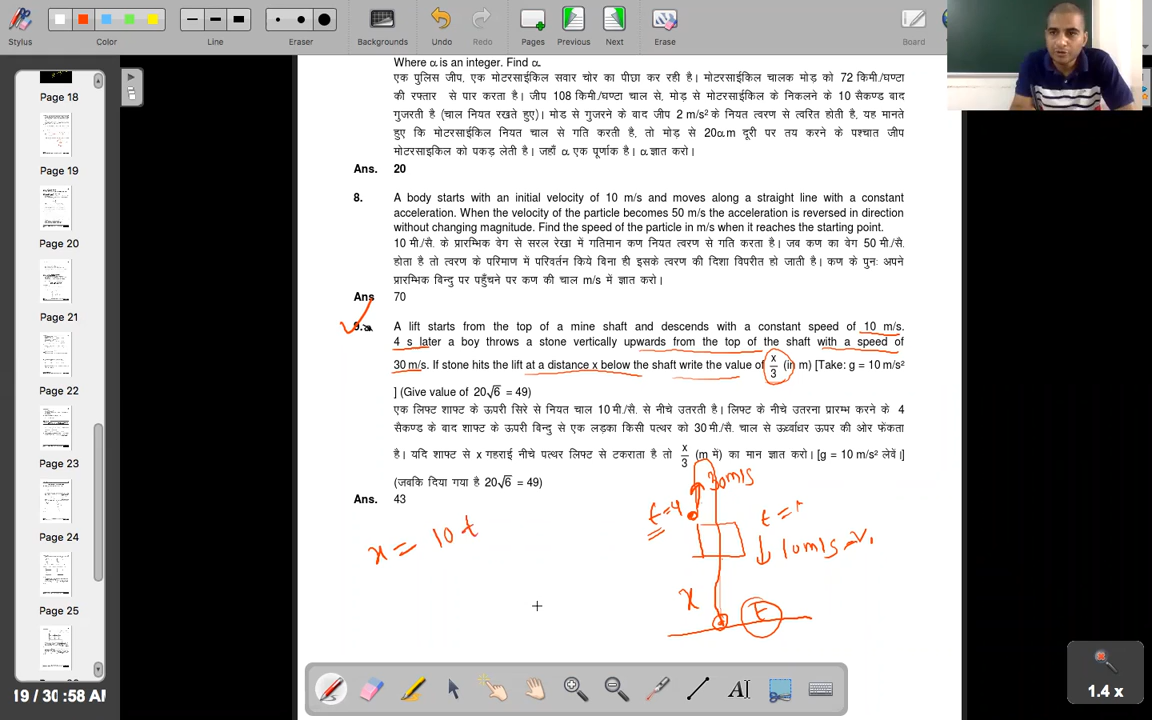 Stylus
Color
Line
Eraser
Backgrounds
Undo
Redo
Pages
Previous
Next
Erase
Board
Page 18
Page 19
Page 20
Page 21
Page 22
Page 23
Page 24
Page 25
19 / 30 :58 AM
Where α is an integer. Find α.
एक पुलिस जीप, एक मोटरसाईकिल सवार चोर का पीछा कर रही है। मोटरसाईकिल चालक मोड़ को 72 किमी./घण्टा
की रफ्तार से पार करता है। जीप 108 किमी./घण्टा चाल से, मोड़ से मोटरसाईकिल के निकलने के 10 सैकण्ड बाद
गुजरती है (चाल नियत रखते हुए)। मोड से गुजरने के बाद जीप 2 m/s² के नियत त्वरण से त्वरित होती है, यह मानते
हुए कि मोटरसाईकिल नियत चाल से गति करती है, तो मोड़ से 20α.m दूरी पर तय करने के पश्चात जीप
मोटरसाइकिल को पकड़ लेती है। जहाँ α एक पूर्णाक है। α ज्ञात करो।
Ans. 20
8. A body starts with an initial velocity of 10 m/s and moves along a straight line with a constant
acceleration. When the velocity of the particle becomes 50 m/s the acceleration is reversed in direction
without changing magnitude. Find the speed of the particle in m/s when it reaches the starting point.
10 मी./सै. के प्रारम्भिक वेग से सरल रेखा में गतिमान कण नियत त्वरण से गति करता है। जब कण का वेग 50 मी./सै.
होता है तो त्वरण के परिमाण में परिवर्तन किये बिना ही इसके त्वरण की दिशा विपरीत हो जाती है। कण के पुनः अपने
प्रारम्भिक बिन्दु पर पहुँचने पर कण की चाल m/s में ज्ञात करो।
Ans 70
9. A lift starts from the top of a mine shaft and descends with a constant speed of 10 m/s.
4 s later a boy throws a stone vertically upwards from the top of the shaft with a speed of
30 m/s. If stone hits the lift at a distance x below the shaft write the value of x/3 (in m) [Take: g = 10 m/s²
] (Give value of 20√6 = 49)
एक लिफ्ट शाफ्ट के ऊपरी सिरे से नियत चाल 10 मी./सै. से नीचे उतरती है। लिफ्ट के नीचे उतरना प्रारम्भ करने के 4
सैकण्ड के बाद शाफ्ट के ऊपरी बिन्दु से एक लड़का किसी पत्थर को 30 मी./सै. चाल से ऊर्ध्वाधर ऊपर की ओर फेंकता
है। यदि शाफ्ट से x गहराई नीचे पत्थर लिफ्ट से टकराता है तो x/3 (m में) का मान ज्ञात करो। [g = 10 m/s² लेवें।]
(जबकि दिया गया है 20√6 = 49)
Ans. 43
30m/s
t=4
x = 10 t
10m/s
x
1.4 x